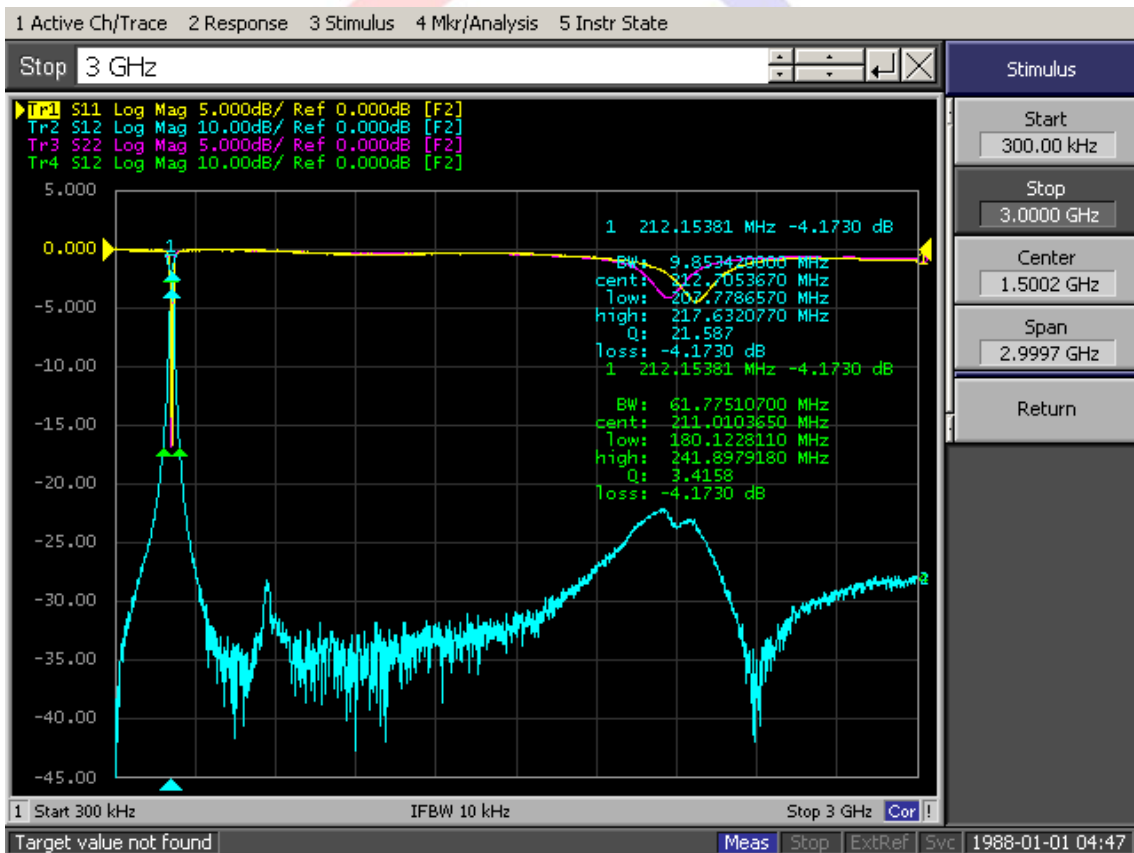 1 Active Ch/Trace 2 Response 3 Stimulus 4 Mkr/Analysis 5 Instr State
Stop 3 GHz
Stimulus
Start
300.00 kHz
Stop
3.0000 GHz
Center
1.5002 GHz
Span
2.9997 GHz
Return
Tr1 S11 Log Mag 5.000dB/ Ref 0.000dB [F2]
Tr2 S12 Log Mag 10.00dB/ Ref 0.000dB [F2]
Tr3 S22 Log Mag 5.000dB/ Ref 0.000dB [F2]
Tr4 S12 Log Mag 10.00dB/ Ref 0.000dB [F2]
5.000
0.000
-5.000
-10.00
-15.00
-20.00
-25.00
-30.00
-35.00
-40.00
-45.00
1
1 212.15381 MHz -4.1730 dB
BW: 9.853420000 MHz
cent: 212.7053670 MHz
low: 207.7786570 MHz
high: 217.6320770 MHz
Q: 21.587
loss: -4.1730 dB
1 212.15381 MHz -4.1730 dB
BW: 61.77510700 MHz
cent: 211.0103650 MHz
low: 180.1228110 MHz
high: 241.8979180 MHz
Q: 3.4158
loss: -4.1730 dB
1 Start 300 kHz IFBW 10 kHz Stop 3 GHz Cor !
Target value not found Meas Stop ExtRef Svc 1988-01-01 04:47